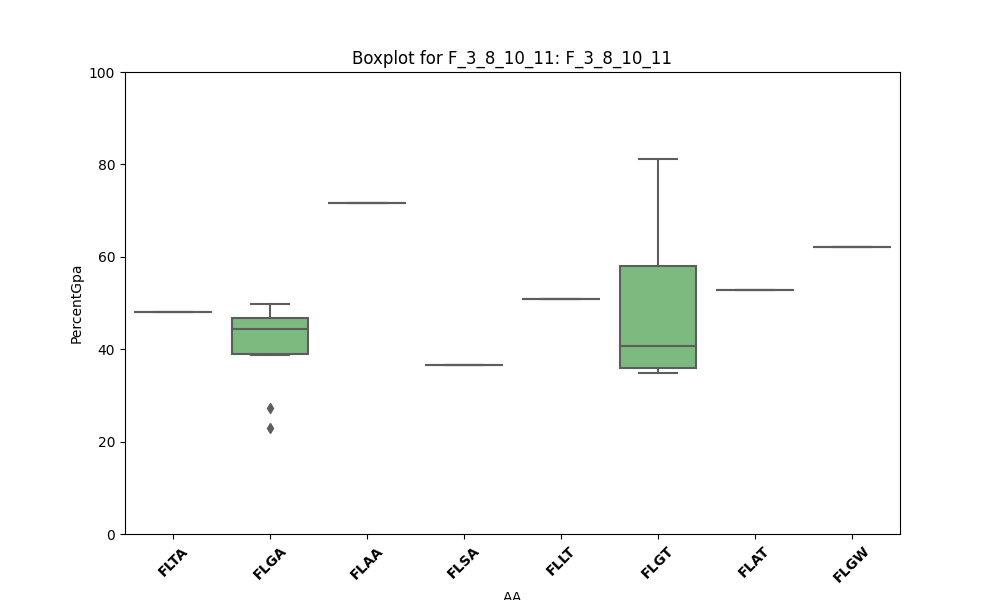 Boxplot for F_3_8_10_11: F_3_8_10_11
100
80
60
40
20
0
PercentGpa
FLTA
FLGA
FLAA
FLSA
FLLT
FLGT
FLAT
FLGW
AA